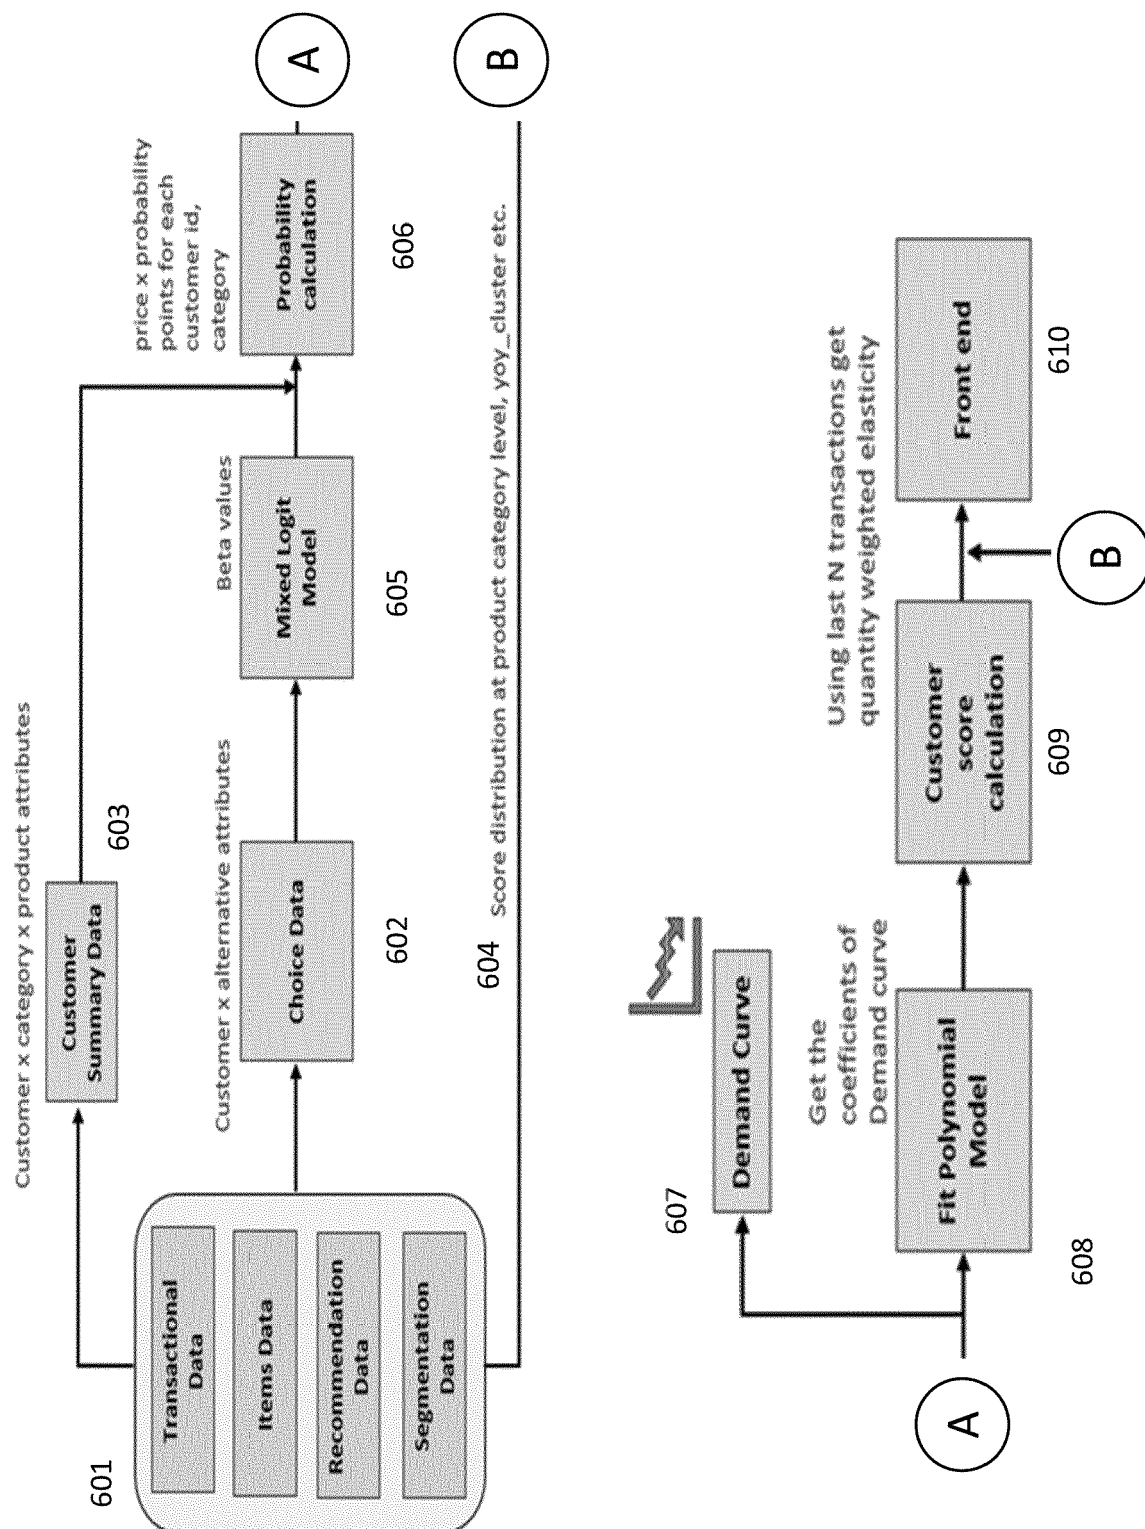 601
Transactional
Data
Items Data
Recommendation
Data
Segmentation
Data
Customer x category x product attributes
Customer
Summary Data
603
Customer x alternative attributes
Choice Data
602
Beta values
Mixed Logit
Model
605
price x probability
points for each
customer id,
category
Probability
calculation
606
A
604
Score distribution at product category level, yoy_cluster etc.
B
A
607
Demand Curve
Get the
coefficients of
Demand curve
Fit Polynomial
Model
608
Customer
score
calculation
609
Using last N transactions get
quantity weighted elasticity
B
Front end
610